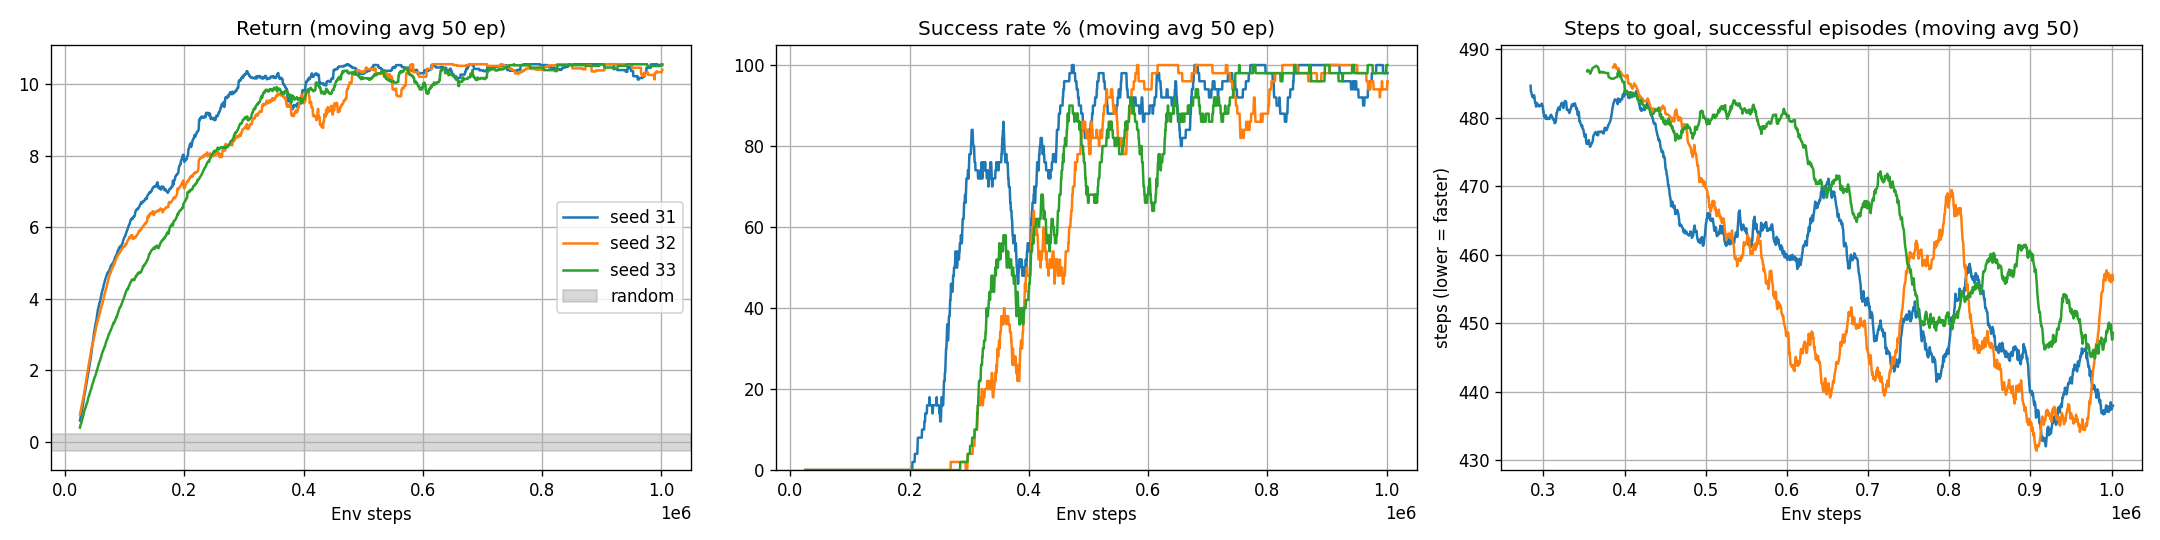 Return (moving avg 50 ep)
10
8
6
4
2
0
0.0 0.2 0.4 0.6 0.8 1.0
1e6
Env steps
seed 31
seed 32
seed 33
random
Success rate % (moving avg 50 ep)
100
80
60
40
20
0
0.0 0.2 0.4 0.6 0.8 1.0
1e6
Env steps
Steps to goal, successful episodes (moving avg 50)
steps (lower = faster)
490
480
470
460
450
440
430
0.3 0.4 0.5 0.6 0.7 0.8 0.9 1.0
1e6
Env steps